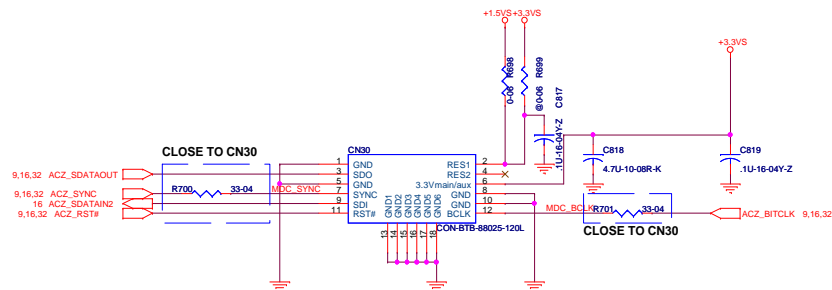 +1.5VS +3.3VS
+3.3VS
0-06 R698
@0-06 R699
.1U-16-04Y-Z C817
CN30
CLOSE TO CN30
C818
4.7U-10-08R-K
C819
.1U-16-04Y-Z
1 GND RES1 2
9,16,32 ACZ_SDATAOUT 3 SDO RES2 4
5 GND 3.3Vmain/aux 6
9,16,32 ACZ_SYNC R700 33-04 MDC_SYNC 7 SYNC GND 8
16 ACZ_SDATAIN2 9 SDI GND 10
9,16,32 ACZ_RST# 11 RST# BCLK 12 MDC_BCLK R701 33-04 ACZ_BITCLK 9,16,32
GND1 GND2 GND3 GND4 GND5 GND6
CON-BTB-88025-120L
CLOSE TO CN30
13 14 15 16 17 18